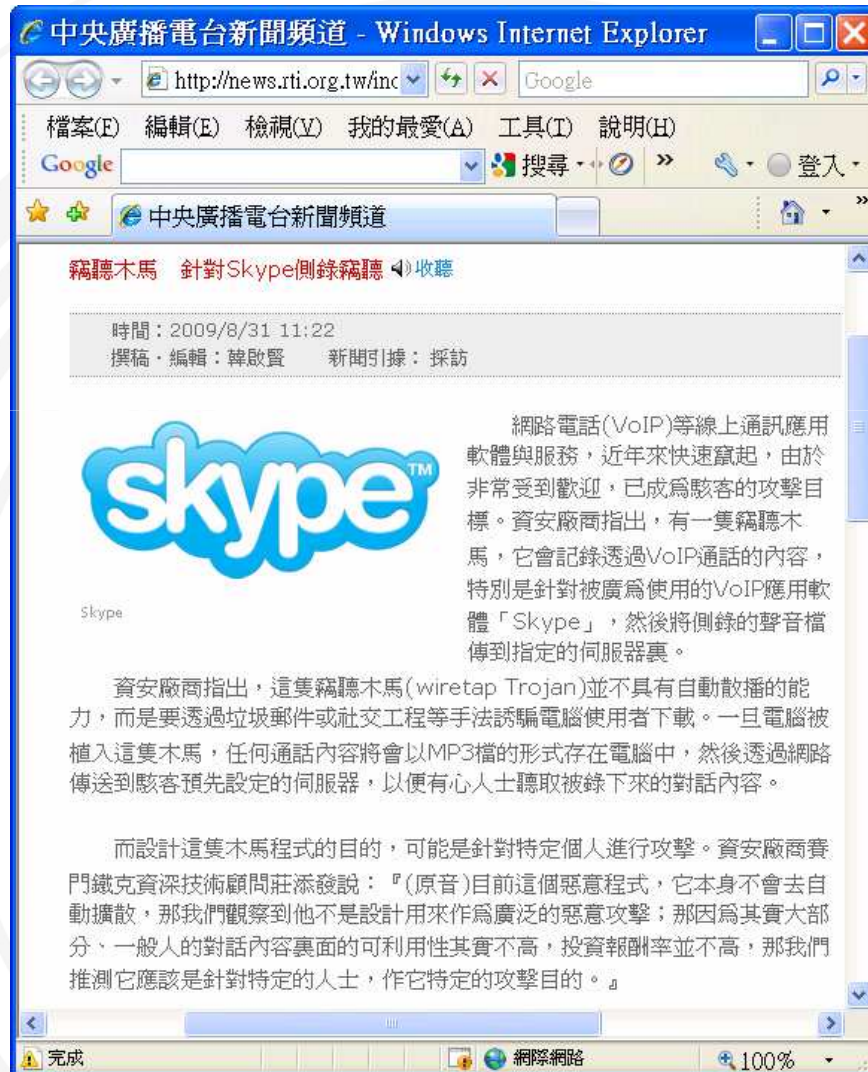 中央廣播電台新聞頻道 - Windows Internet Explorer
http://news.rti.org.tw/inc
Google
檔案(F) 編輯(E) 檢視(V) 我的最愛(A) 工具(T) 說明(H)
Google 搜尋 » 登入
中央廣播電台新聞頻道 »
竊聽木馬 針對Skype側錄竊聽 收聽
時間：2009/8/31 11:22
撰稿‧編輯：韓啟賢 新聞引據： 採訪
skype TM
Skype
網路電話(VoIP)等線上通訊應用
軟體與服務，近年來快速竄起，由於
非常受到歡迎，已成為駭客的攻擊目
標。資安廠商指出，有一隻竊聽木
馬，它會記錄透過VoIP通話的內容，
特別是針對被廣為使用的VoIP應用軟
體「Skype」，然後將側錄的聲音檔
傳到指定的伺服器裏。
資安廠商指出，這隻竊聽木馬(wiretap Trojan)並不具有自動散播的能
力，而是要透過垃圾郵件或社交工程等手法誘騙電腦使用者下載。一旦電腦被
植入這隻木馬，任何通話內容將會以MP3檔的形式存在電腦中，然後透過網路
傳送到駭客預先設定的伺服器，以便有心人士聽取被錄下來的對話內容。
而設計這隻木馬程式的目的，可能是針對特定個人進行攻擊。資安廠商賽
門鐵克資深技術顧問莊添發說：『(原音)目前這個惡意程式，它本身不會去自
動擴散，那我們觀察到他不是設計用來作為廣泛的惡意攻擊；那因為其實大部
分、一般人的對話內容裏面的可利用性其實不高，投資報酬率並不高，那我們
推測它應該是針對特定的人士，作它特定的攻擊目的。』
完成 網際網路 100%